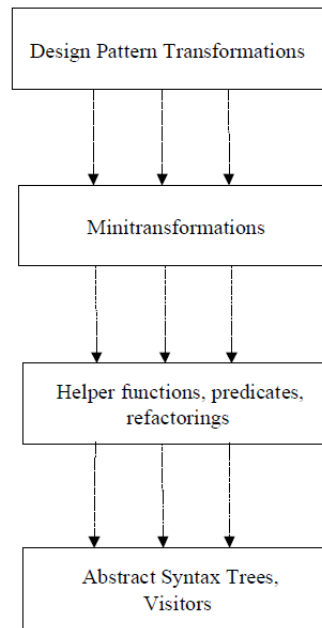 Design Pattern Transformations
Minitransformations
Helper functions, predicates,
refactorings
Abstract Syntax Trees,
Visitors